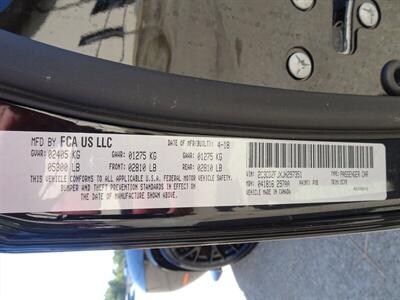 MFD BY FCA US LLC
DATE OF MFR(BUILT): 4-18
GVWR: 02405 KG GAWR: 01275 KG GAWR: 01275 KG
05300 LB FRONT: 02810 LB REAR: 02810 LB
THIS VEHICLE CONFORMS TO ALL APPLICABLE U.S.A. FEDERAL MOTOR VEHICLE SAFETY,
BUMPER AND THEFT PREVENTION STANDARDS IN EFFECT
ON THE DATE OF MANUFACTURE SHOWN ABOVE.
TYPE: PASSENGER CAR
MDH: 041816 297AA
VEHICLE MADE IN CANADA